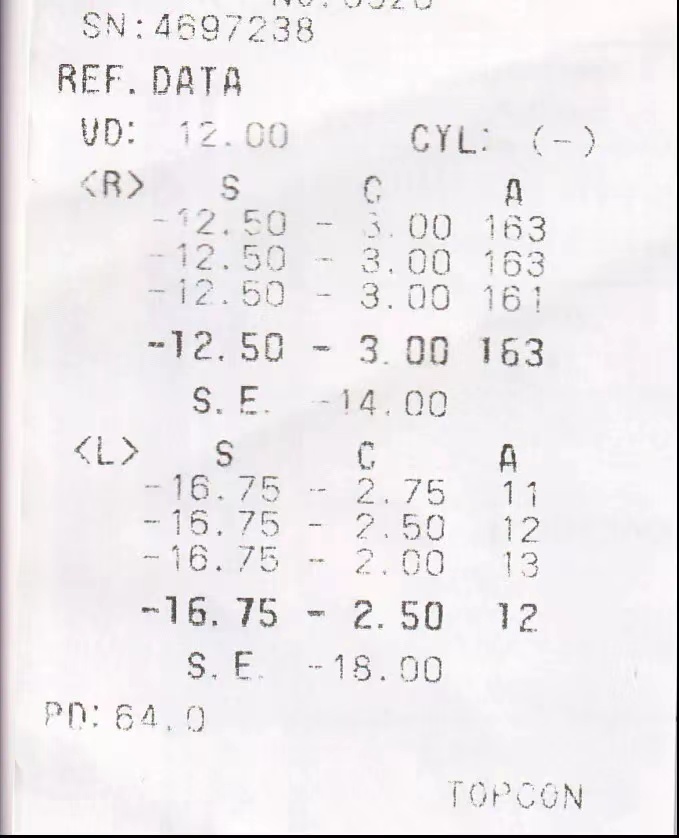 SN:4697238
REF. DATA
VD: 12.00 CYL: (-)
<R> S C A
-12.50 - 3.00 163
-12.50 - 3.00 163
-12.50 - 3.00 161
-12.50 - 3.00 163
S.E. -14.00
<L> S C A
-16.75 - 2.75 11
-16.75 - 2.50 12
-16.75 - 2.00 13
-16.75 - 2.50 12
S.E. -18.00
PD: 64.0
TOPCON